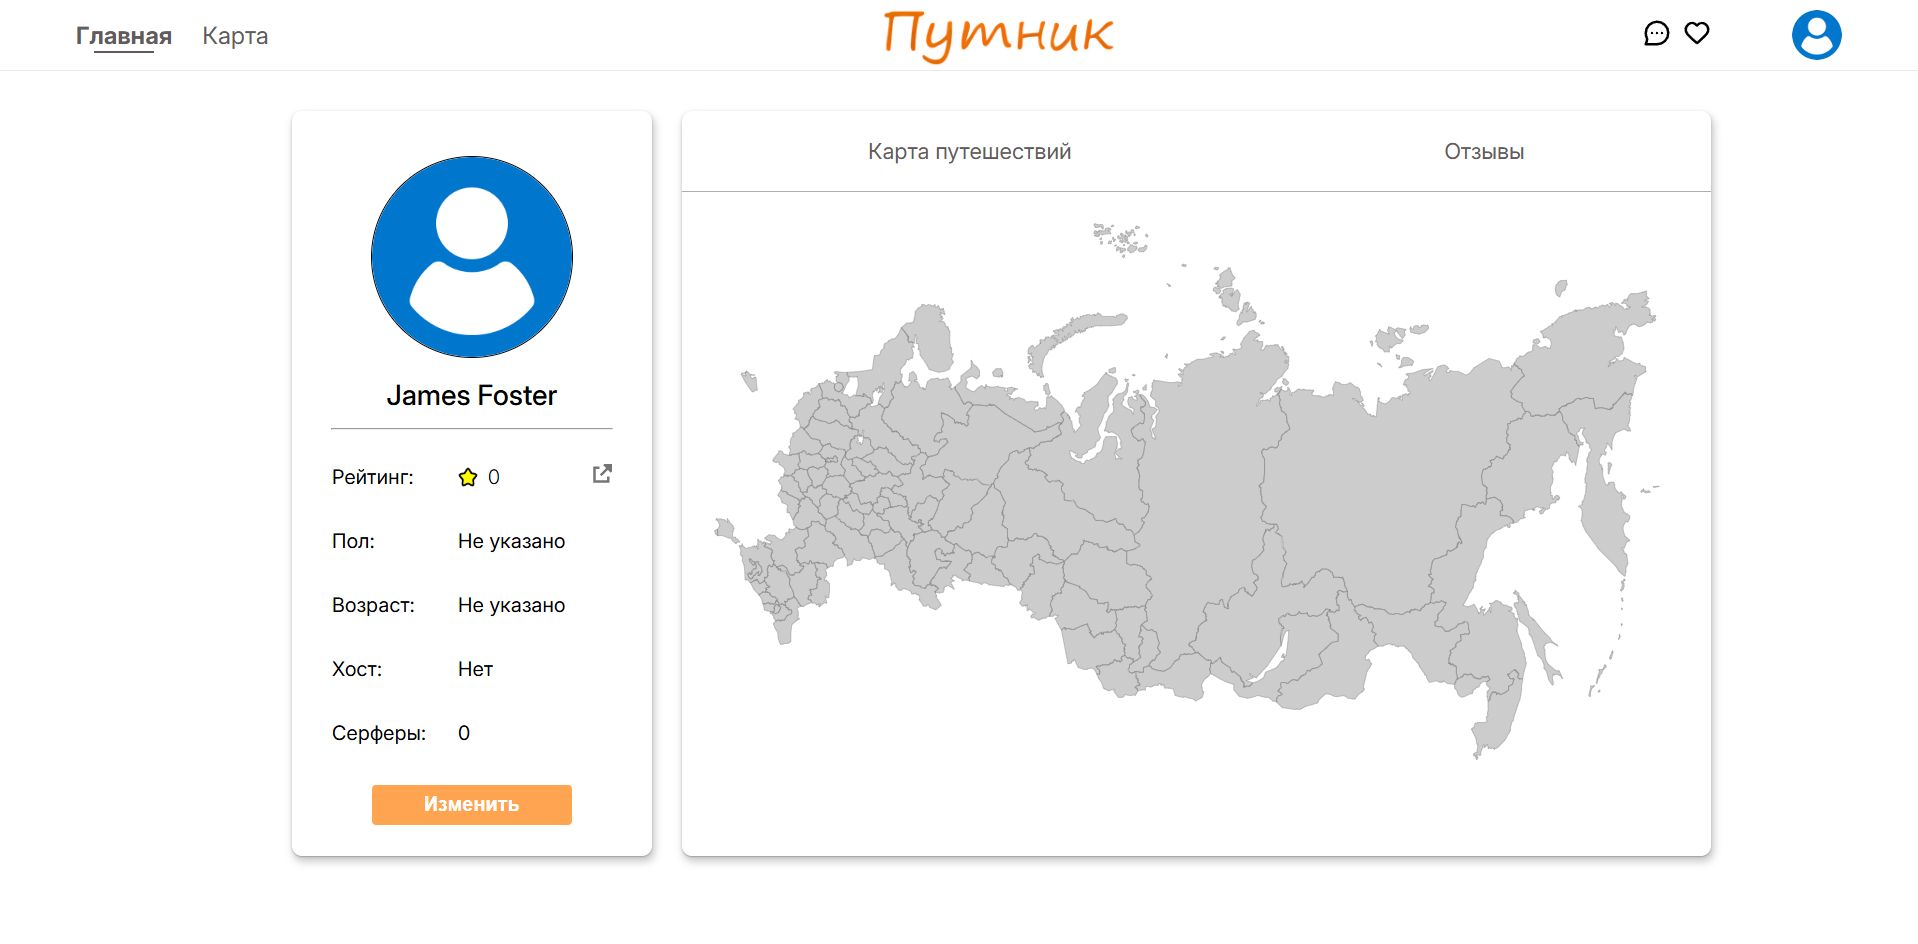 Главная Карта Путник
Карта путешествий Отзывы
James Foster
Рейтинг: 0
Пол: Не указано
Возраст: Не указано
Хост: Нет
Серферы: 0
Изменить